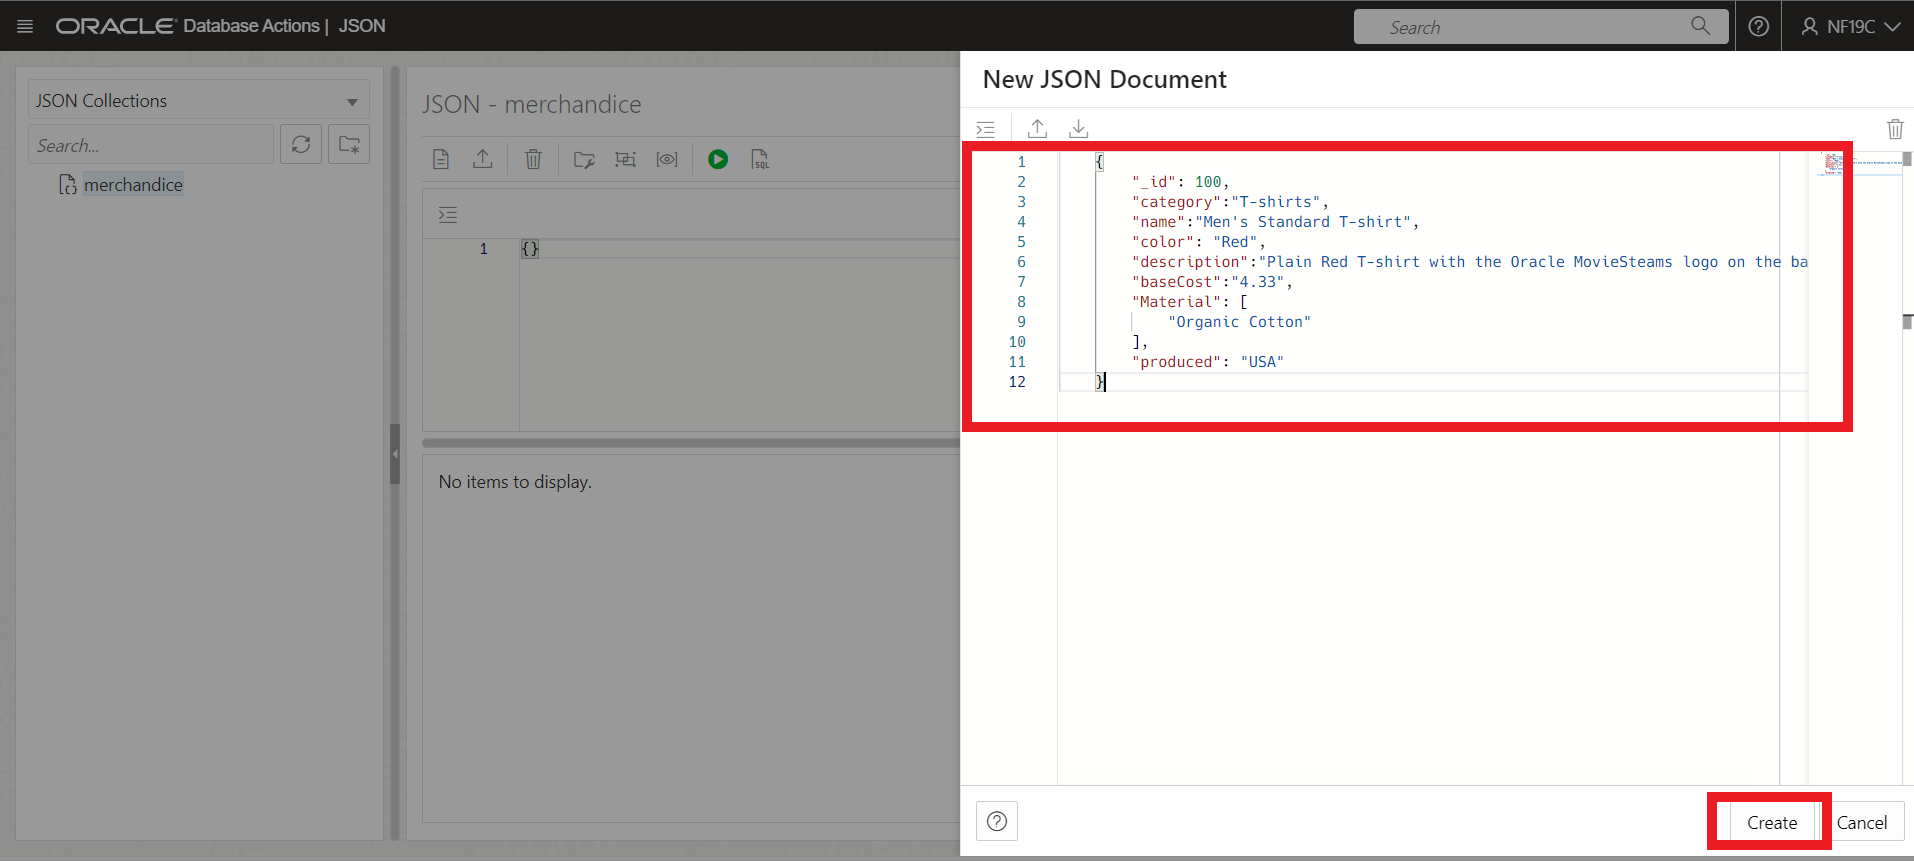 ORACLE Database Actions | JSON
Search
NF19C
JSON Collections
Search...
merchandice
JSON - merchandice
SQL
1 {}
No items to display.
New JSON Document
1 {
2 "_id": 100,
3 "category":"T-shirts",
4 "name":"Men's Standard T-shirt",
5 "color": "Red",
6 "description":"Plain Red T-shirt with the Oracle MovieSteams logo on the ba
7 "baseCost":"4.33",
8 "Material": [
9 "Organic Cotton"
10 ],
11 "produced": "USA"
12 }
Create
Cancel